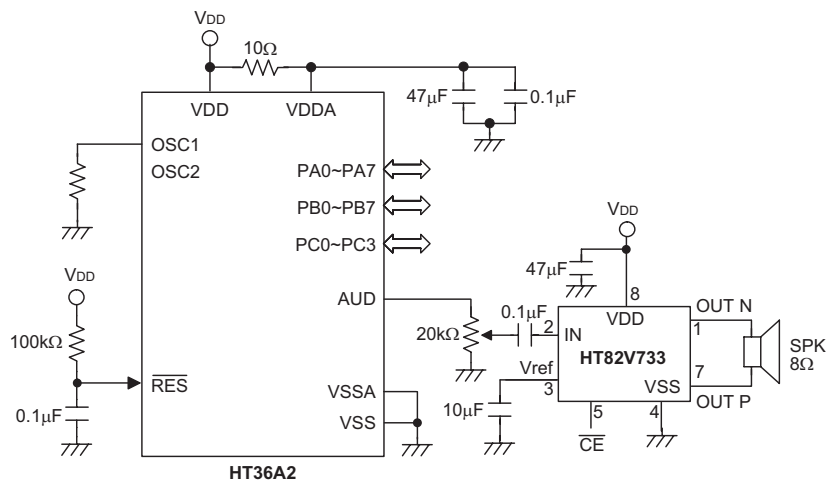 VDD
10Ω
VDD
VDDA
47μF
0.1μF
OSC1
OSC2
PA0~PA7
PB0~PB7
PC0~PC3
VDD
100kΩ
RES
0.1μF
AUD
20kΩ
VSSA
VSS
HT36A2
VDD
47μF
8
VDD
0.1μF
2
IN
HT82V733
OUT N
1
SPK
8Ω
Vref
3
10μF
7
VSS
OUT P
5
4
CE